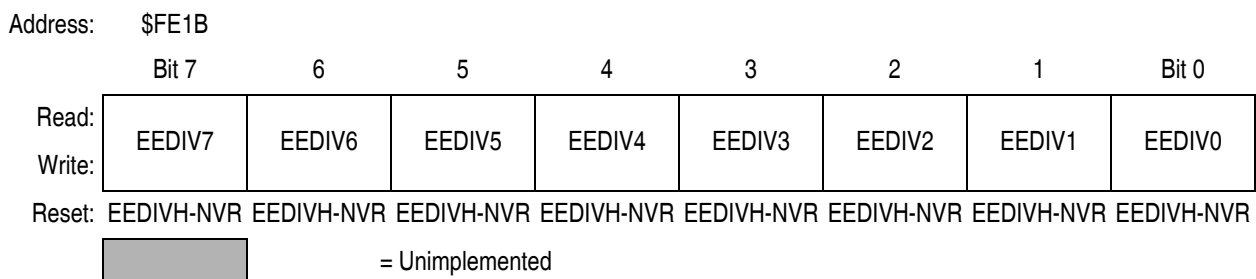 Address: $FE1B
Bit 7 6 5 4 3 2 1 Bit 0
Read:
EEDIV7 EEDIV6 EEDIV5 EEDIV4 EEDIV3 EEDIV2 EEDIV1 EEDIV0
Write:
Reset: EEDIVH-NVR EEDIVH-NVR EEDIVH-NVR EEDIVH-NVR EEDIVH-NVR EEDIVH-NVR EEDIVH-NVR EEDIVH-NVR
= Unimplemented